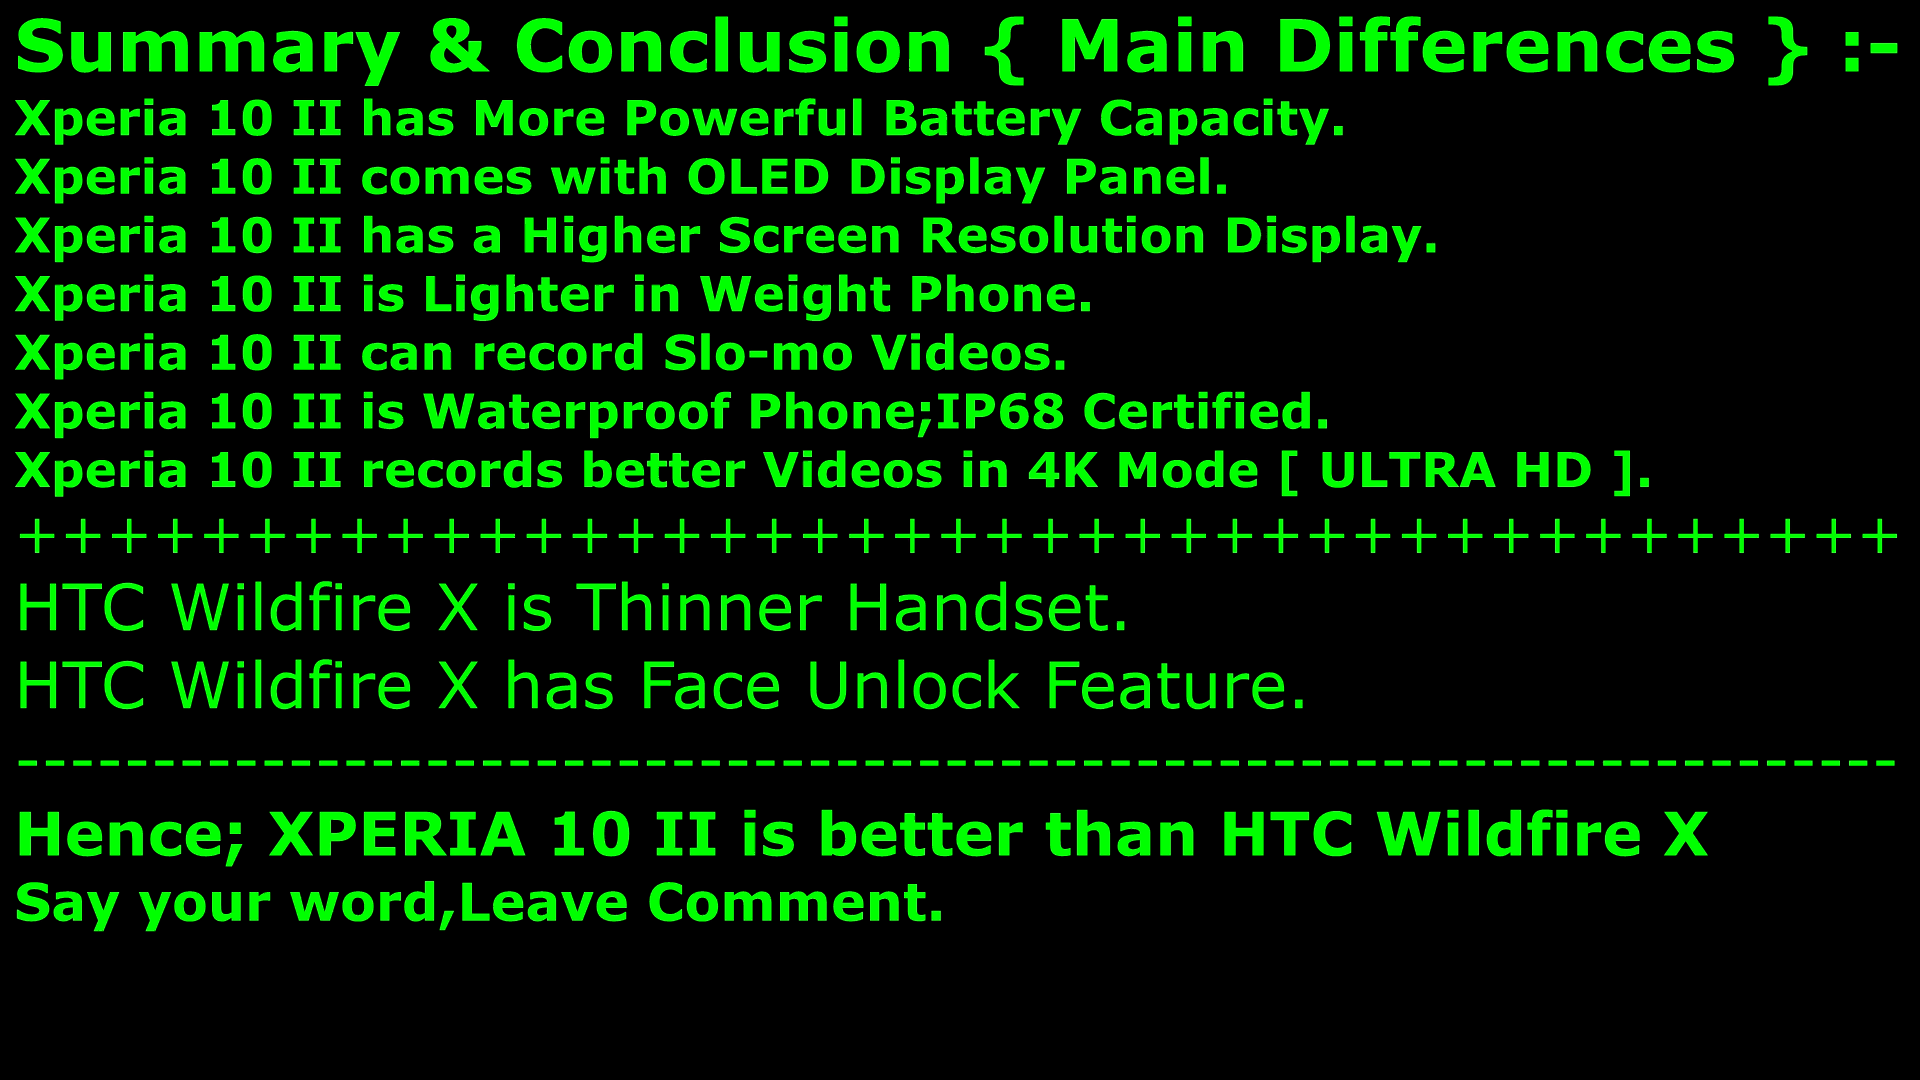 Summary & Conclusion { Main Differences } :-
Xperia 10 II has More Powerful Battery Capacity.
Xperia 10 II comes with OLED Display Panel.
Xperia 10 II has a Higher Screen Resolution Display.
Xperia 10 II is Lighter in Weight Phone.
Xperia 10 II can record Slo-mo Videos.
Xperia 10 II is Waterproof Phone;IP68 Certified.
Xperia 10 II records better Videos in 4K Mode [ ULTRA HD ].
+++++++++++++++++++++++++++++++++++++++++
HTC Wildfire X is Thinner Handset.
HTC Wildfire X has Face Unlock Feature.
---------------------------------------------------------------------
Hence; XPERIA 10 II is better than HTC Wildfire X
Say your word,Leave Comment.